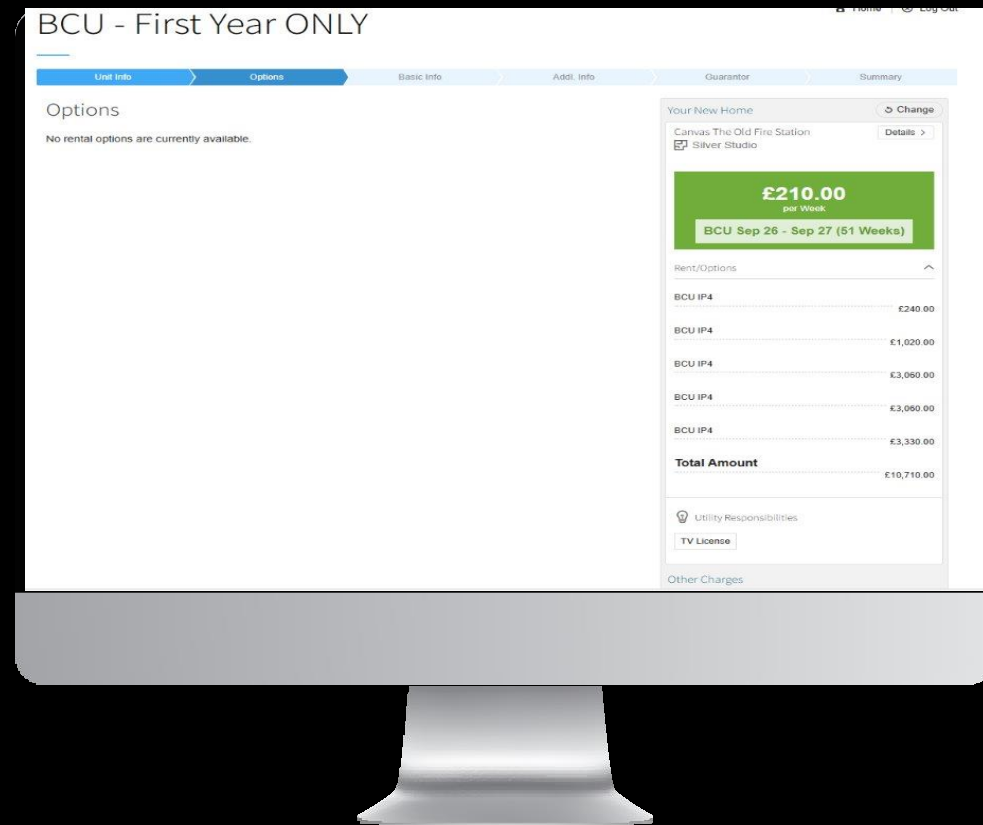 Home Log Out
BCU - First Year ONLY
Unit Info Options Basic Info Addl. Info Guarantor Summary
Options
No rental options are currently available.
Your New Home
Change
Canvas The Old Fire Station
Details >
Silver Studio
£210.00
per Week
BCU Sep 26 - Sep 27 (51 Weeks)
Rent/Options
BCU IP4
£240.00
BCU IP4
£1,020.00
BCU IP4
£3,060.00
BCU IP4
£3,060.00
BCU IP4
£3,330.00
Total Amount
£10,710.00
Utility Responsibilities
TV License
Other Charges